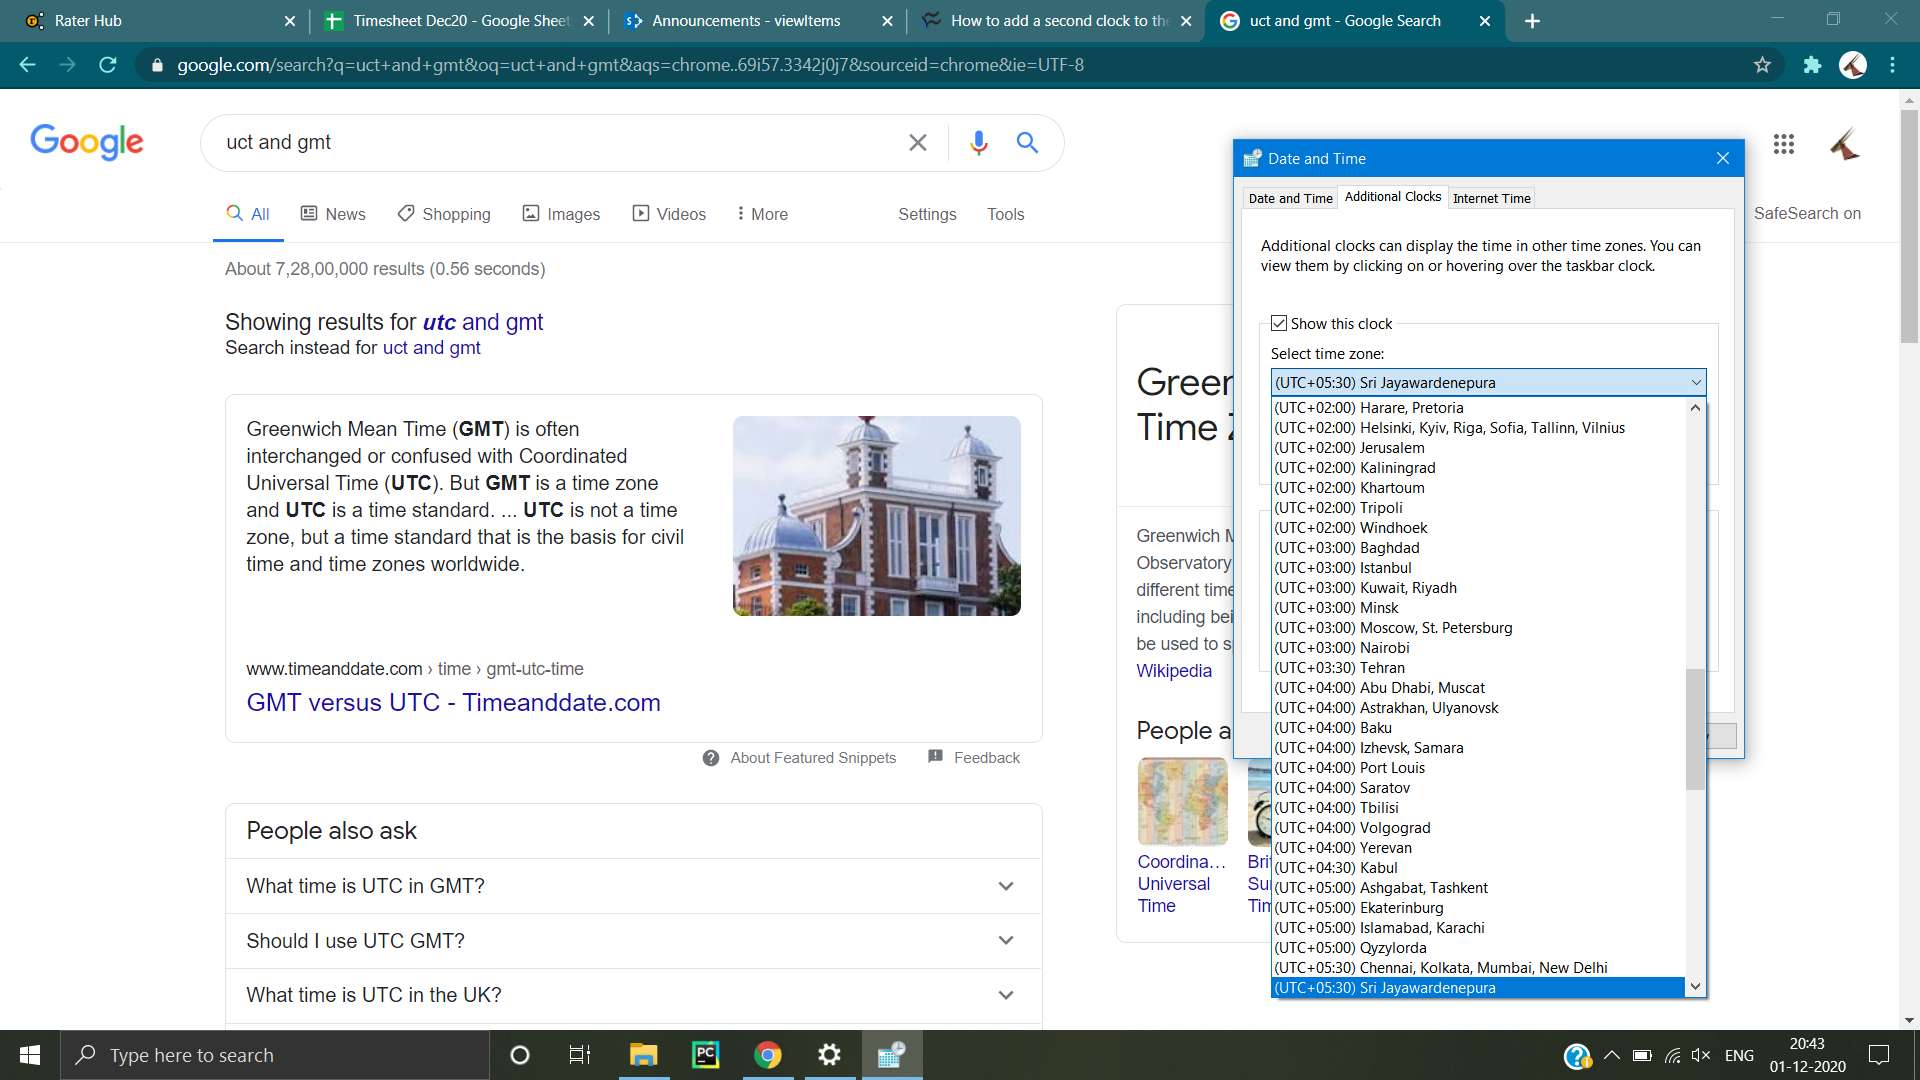 Rater Hub
Timesheet Dec20 - Google Sheet
Announcements - viewItems
How to add a second clock to the
uct and gmt - Google Search
google.com/search?q=uct+and+gmt&oq=uct+and+gmt&aqs=chrome..69i57.3342j0j7&sourceid=chrome&ie=UTF-8
Google
uct and gmt
All
News
Shopping
Images
Videos
More
Settings
Tools
SafeSearch on
About 7,28,00,000 results (0.56 seconds)
Showing results for utc and gmt
Search instead for uct and gmt
Greenwich Mean Time (GMT) is often
interchanged or confused with Coordinated
Universal Time (UTC). But GMT is a time zone
and UTC is a time standard. ... UTC is not a time
zone, but a time standard that is the basis for civil
time and time zones worldwide.
www.timeanddate.com › time › gmt-utc-time
GMT versus UTC - Timeanddate.com
About Featured Snippets
Feedback
People also ask
What time is UTC in GMT?
Should I use UTC GMT?
What time is UTC in the UK?
Green
Time Z
Greenwich M
Observatory
different time
including bei
be used to s
Wikipedia
People a
Coordina...
Universal
Time
Brit
Su
Tim
Date and Time
Date and Time
Additional Clocks
Internet Time
Additional clocks can display the time in other time zones. You can
view them by clicking on or hovering over the taskbar clock.
Show this clock
Select time zone:
(UTC+05:30) Sri Jayawardenepura
(UTC+02:00) Harare, Pretoria
(UTC+02:00) Helsinki, Kyiv, Riga, Sofia, Tallinn, Vilnius
(UTC+02:00) Jerusalem
(UTC+02:00) Kaliningrad
(UTC+02:00) Khartoum
(UTC+02:00) Tripoli
(UTC+02:00) Windhoek
(UTC+03:00) Baghdad
(UTC+03:00) Istanbul
(UTC+03:00) Kuwait, Riyadh
(UTC+03:00) Minsk
(UTC+03:00) Moscow, St. Petersburg
(UTC+03:00) Nairobi
(UTC+03:30) Tehran
(UTC+04:00) Abu Dhabi, Muscat
(UTC+04:00) Astrakhan, Ulyanovsk
(UTC+04:00) Baku
(UTC+04:00) Izhevsk, Samara
(UTC+04:00) Port Louis
(UTC+04:00) Saratov
(UTC+04:00) Tbilisi
(UTC+04:00) Volgograd
(UTC+04:00) Yerevan
(UTC+04:30) Kabul
(UTC+05:00) Ashgabat, Tashkent
(UTC+05:00) Ekaterinburg
(UTC+05:00) Islamabad, Karachi
(UTC+05:00) Qyzylorda
(UTC+05:30) Chennai, Kolkata, Mumbai, New Delhi
(UTC+05:30) Sri Jayawardenepura
Type here to search
PC
ENG
20:43
01-12-2020